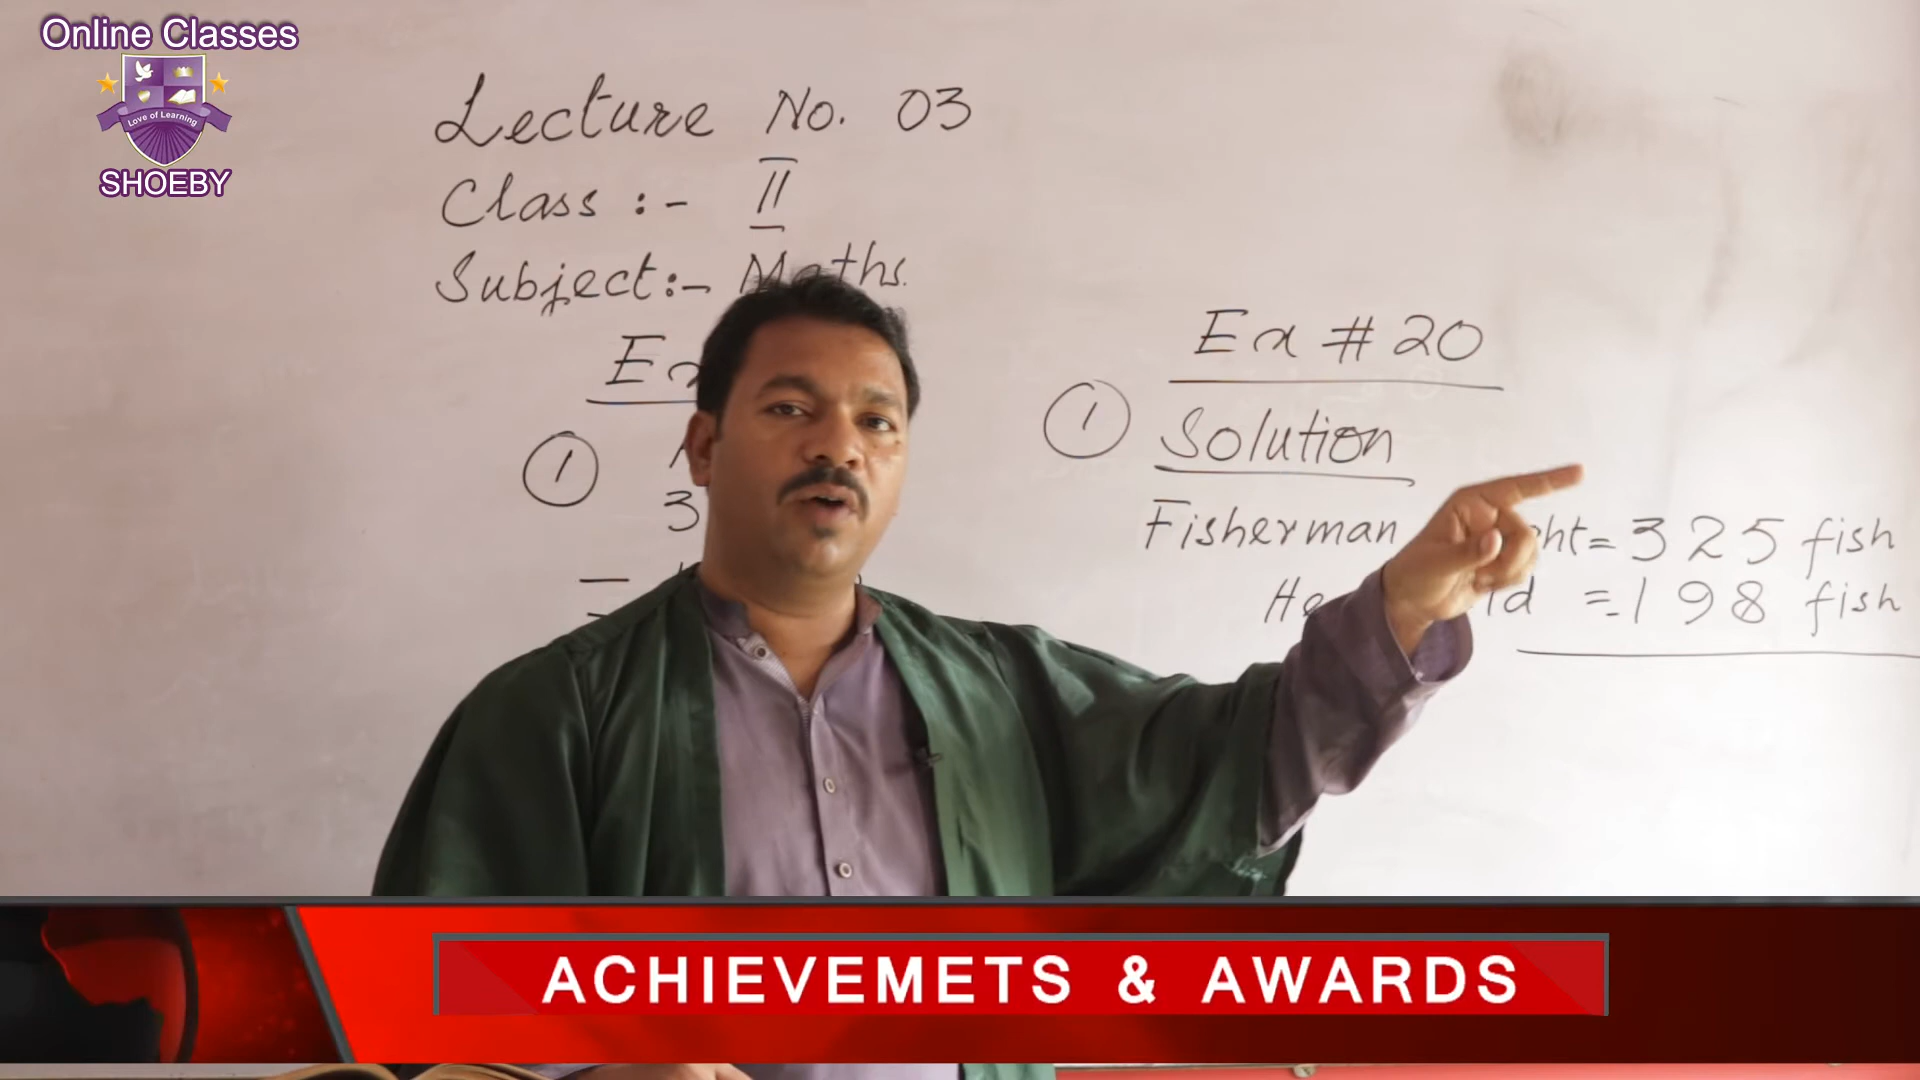 Online Classes
Love of Learning
SHOEBY
Lecture No. 03
Class :- II
Subject:- Maths.
Ex # 20
① Solution
①
3
Fisherman = 325 fish
= 198 fish
ACHIEVEMETS & AWARDS